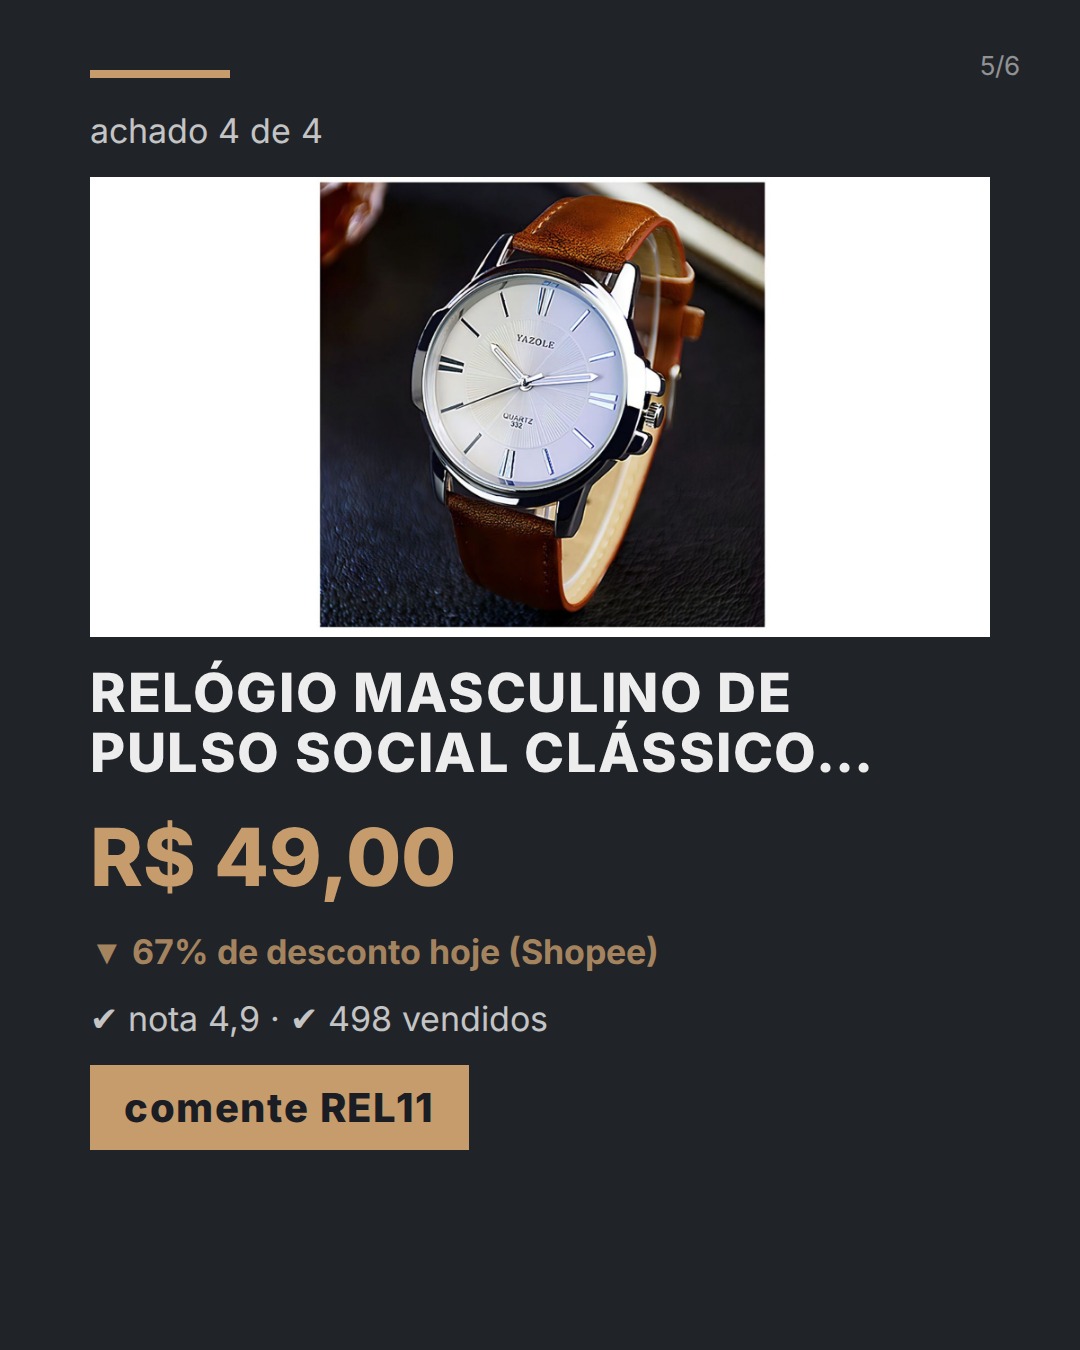 5/6
achado 4 de 4
YAZOLE
QUARTZ
332
RELÓGIO MASCULINO DE
PULSO SOCIAL CLÁSSICO...
R$ 49,00
▼ 67% de desconto hoje (Shopee)
✔ nota 4,9 · ✔ 498 vendidos
comente REL11